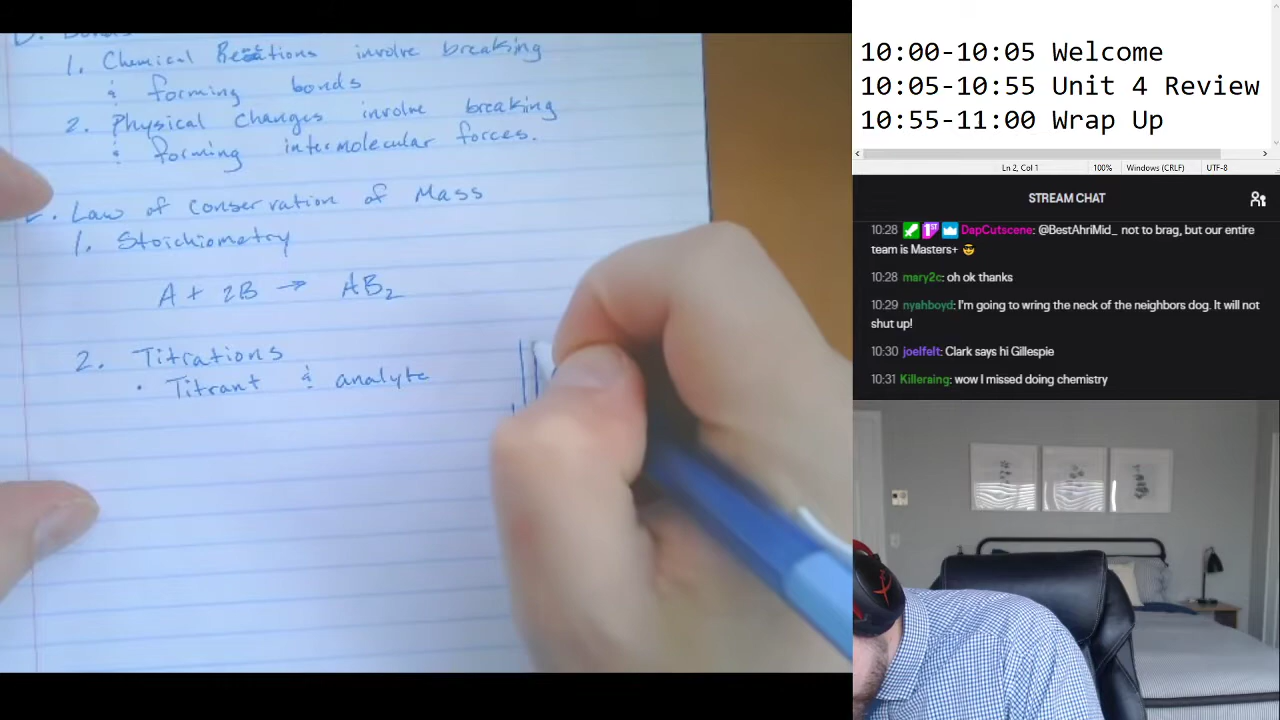 1. Chemical Reactions involve breaking
& forming bonds
2. Physical changes involve breaking
& forming intermolecular forces.
Law of Conservation of Mass
1. Stoichiometry
A + 2B → AB₂
2. Titrations
• Titrant & analyte
10:00-10:05 Welcome
10:05-10:55 Unit 4 Review
10:55-11:00 Wrap Up
Ln 2, Col 1 100% Windows (CRLF) UTF-8
STREAM CHAT
10:28 DapCutscene: @BestAhriMid_ not to brag, but our entire
team is Masters+ 😎
10:28 mary2c: oh ok thanks
10:29 nyahboyd: I'm going to wring the neck of the neighbors dog. It will not
shut up!
10:30 joelfelt: Clark says hi Gillespie
10:31 Killeraing: wow I missed doing chemistry